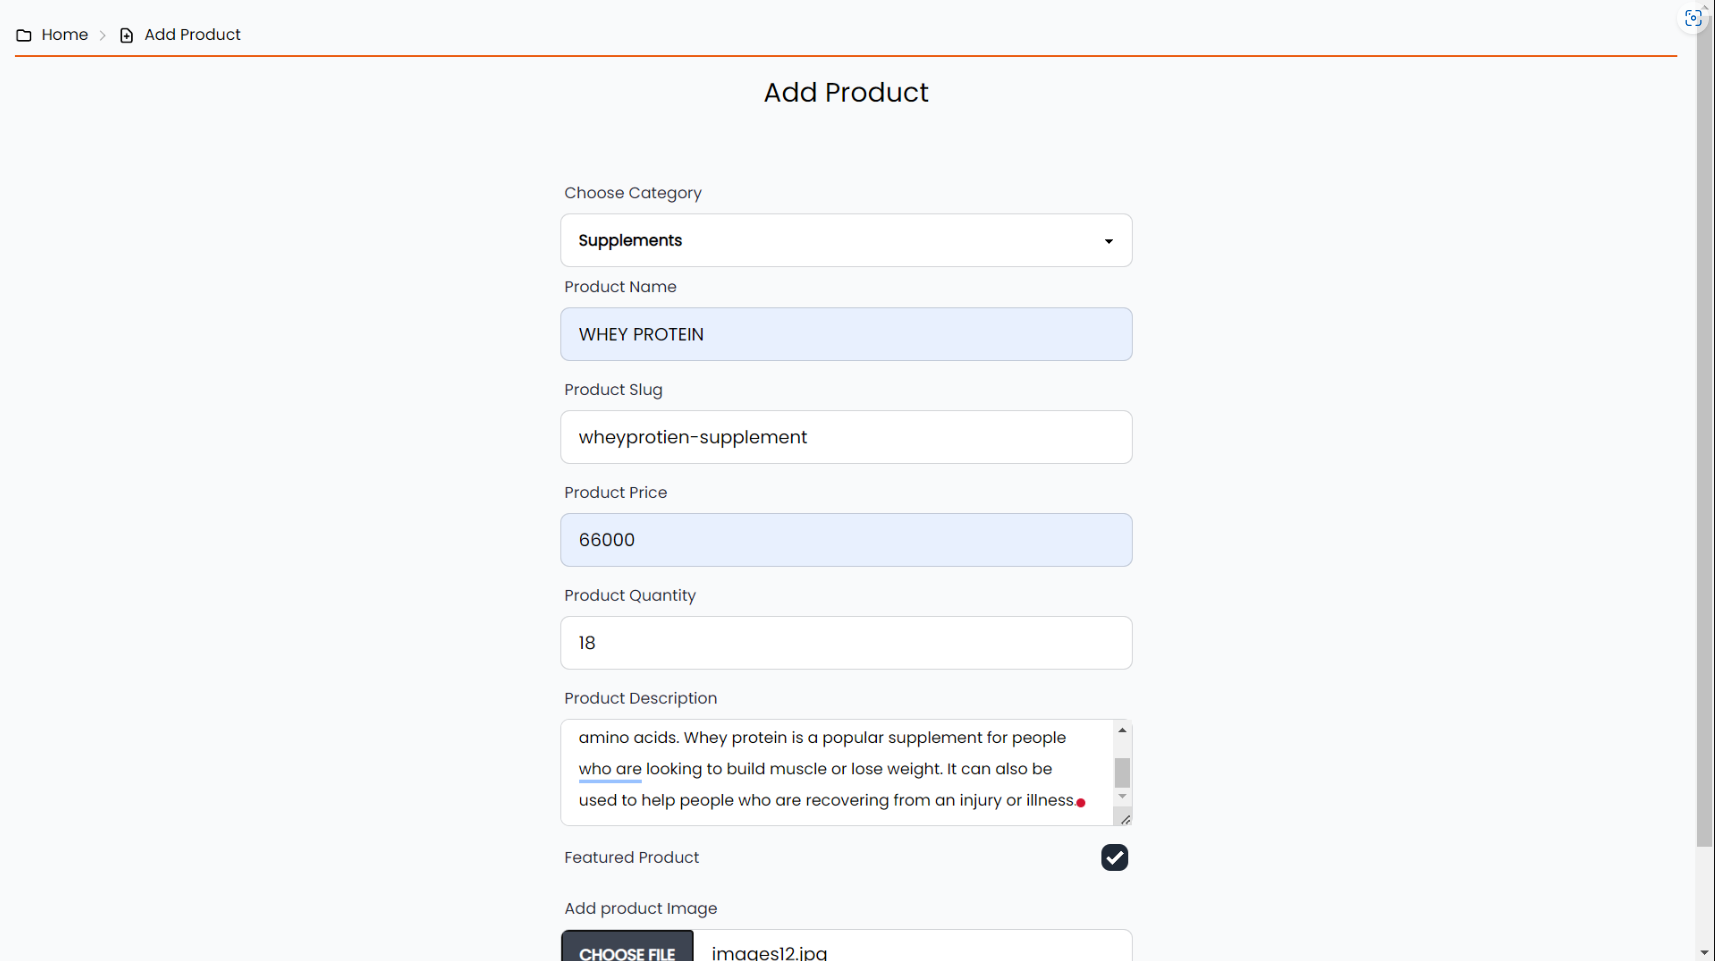 Home > Add Product
Add Product
Choose Category
Supplements
Product Name
WHEY PROTEIN
Product Slug
wheyprotien-supplement
Product Price
66000
Product Quantity
18
Product Description
amino acids. Whey protein is a popular supplement for people
who are looking to build muscle or lose weight. It can also be
used to help people who are recovering from an injury or illness.
Featured Product
Add product Image
CHOOSE FILE images12.jpg